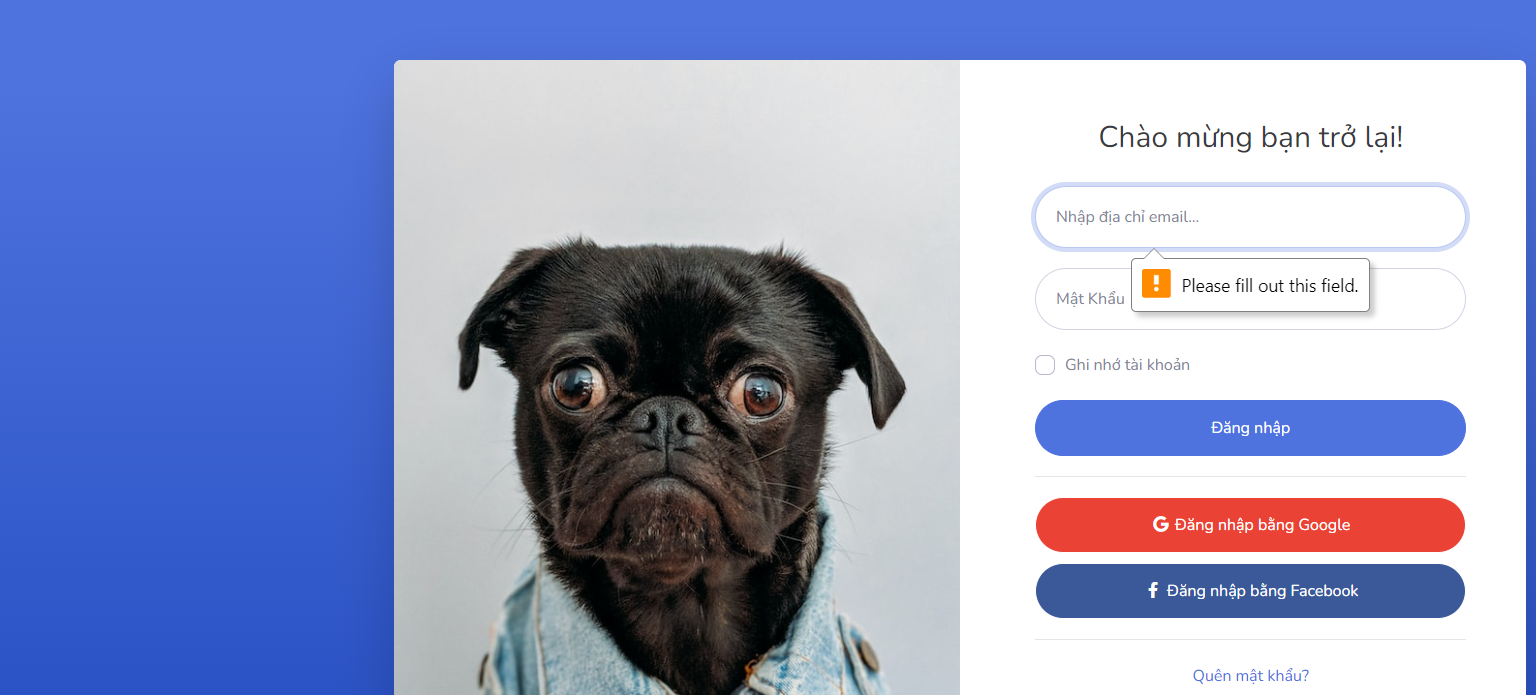 Chào mừng bạn trở lại!
Nhập địa chỉ email...
Please fill out this field.
Mật Khẩu
Ghi nhớ tài khoản
Đăng nhập
Đăng nhập bằng Google
Đăng nhập bằng Facebook
Quên mật khẩu?